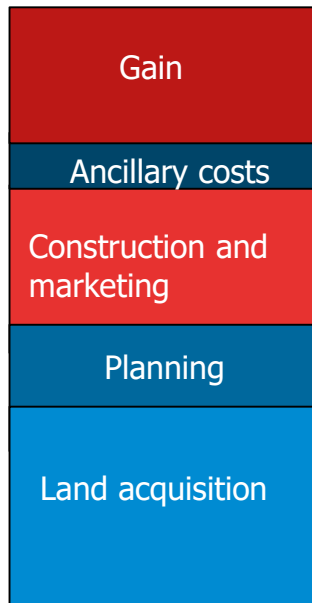 Gain
Ancillary costs
Construction and
marketing
Planning
Land acquisition